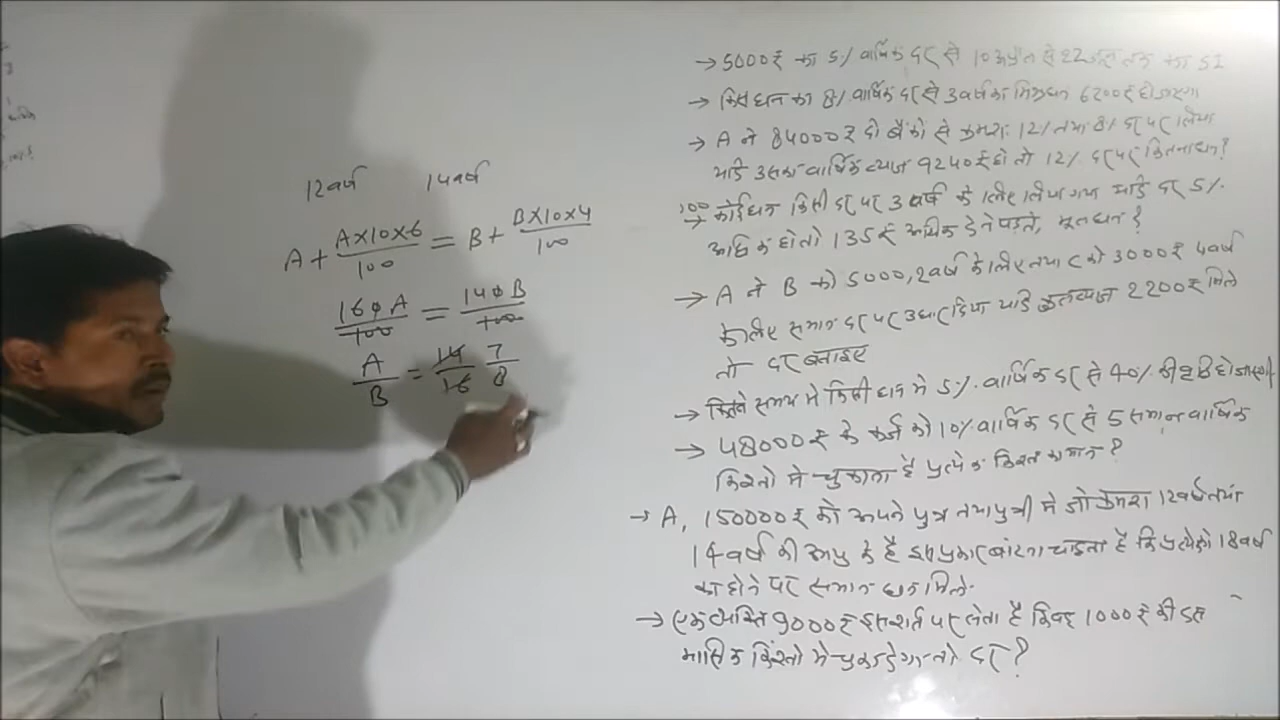 12 वर्ष 14 वर्ष
A + A×10×6/100 = B + B×10×4/100
160A/100 = 140B/100
A/B = 14/16 7/8
→ 5000₹ का 5% वार्षिक दर से 10 अप्रैल से 22 जून तक का SI
→ किस धन का 8% वार्षिक दर से 3 वर्ष का मिश्रधन 6200₹ हो जाएगा
→ A ने 84000₹ दो बैंको से क्रमशः 12% तथा 8% दर पर लिया
यदि उसका वार्षिक व्याज 9240₹ हो तो 12% दर पर कितना धन?
100
→ कोई धन किसी दर पर 3 वर्ष के लिए लिया गया यदि दर 5%
अधिक हो तो 135₹ अधिक देने पड़ते, मूलधन?
→ A ने B को 5000, 2 वर्ष के लिए तथा C को 3000₹ 4 वर्ष
के लिए समान दर पर उधार दिया यदि कुल व्याज 2200₹ मिले
तो दर बताइए
→ कितने समय मे किसी धन मे 5% वार्षिक दर से 40% की वृद्धि हो जाएगी
→ 48000₹ के कर्ज को 10% वार्षिक दर से 5 समान वार्षिक
किस्तो मे चुकाता है प्रत्येक किस्त का मान?
→ A, 150000₹ को अपने पुत्र तथा पुत्री मे जो क्रमशः 12 वर्ष तथा
14 वर्ष की आयु के है इस प्रकार बांटना चाहता है कि प्रत्येक को 18 वर्ष
का होने पर समान धन मिले
→ एक व्यक्ति 9000₹ इस शर्त पर लेता है कि वह 1000₹ की दस
मासिक किस्तो मे चुका देगा तो दर?